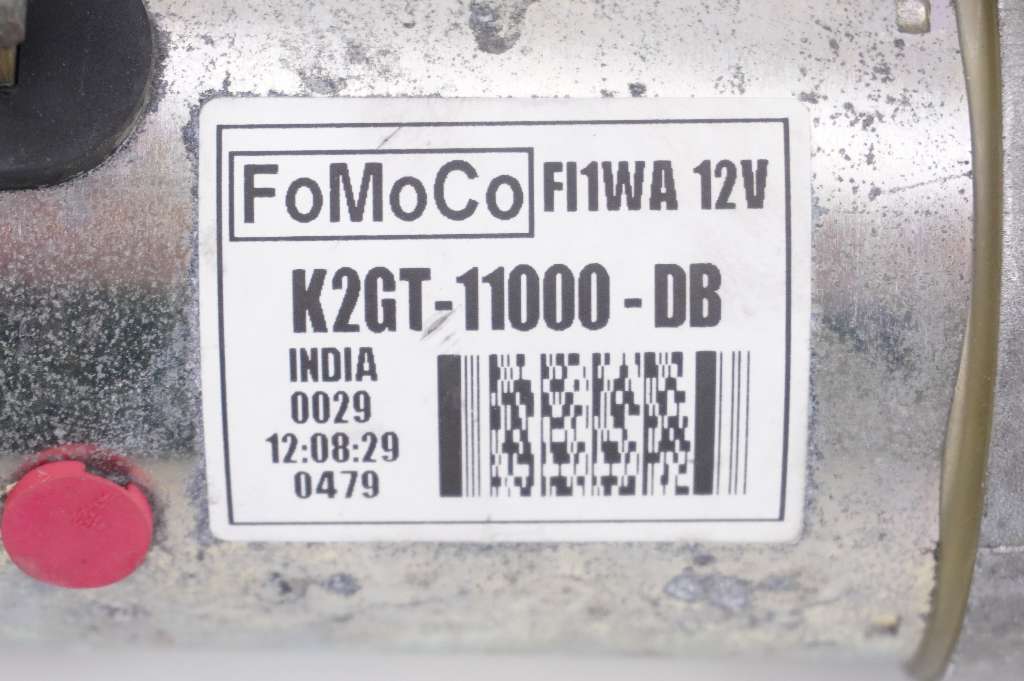 FoMoCo FI1WA 12V
K2GT-11000-DB
INDIA
0029
12:08:29
0479